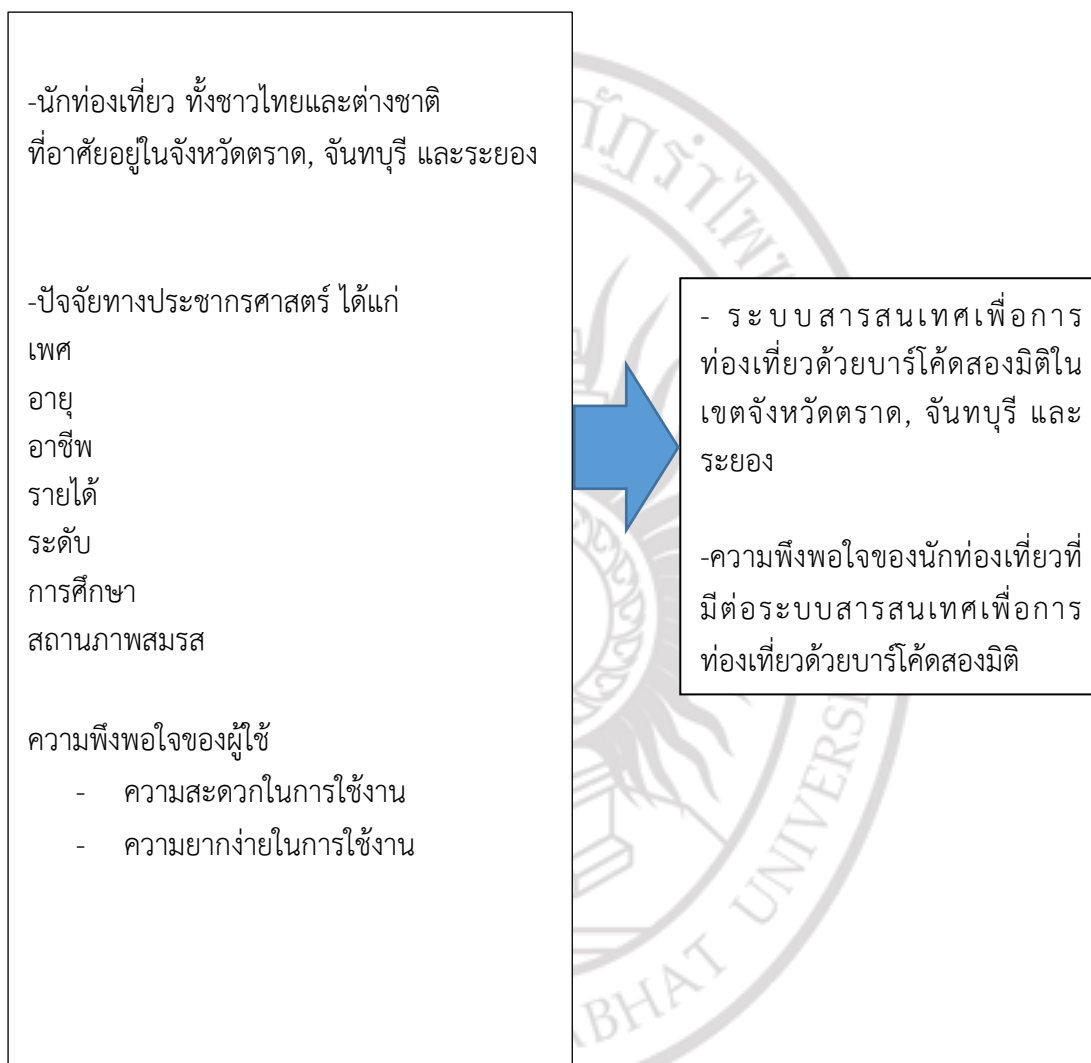 -นักท่องเที่ยว ทั้งชาวไทยและต่างชาติ
ที่อาศัยอยู่ในจังหวัดตราด, จันทบุรี และระยอง
-ปัจจัยทางประชากรศาสตร์ ได้แก่
เพศ
อายุ
อาชีพ
รายได้
ระดับ
การศึกษา
สถานภาพสมรส
ความพึงพอใจของผู้ใช้
- ความสะดวกในการใช้งาน
- ความยากง่ายในการใช้งาน
- ระบบสารสนเทศเพื่อการ
ท่องเที่ยวด้วยบาร์โค้ดสองมิติใน
เขตจังหวัดตราด, จันทบุรี และ
ระยอง
-ความพึงพอใจของนักท่องเที่ยวที่
มีต่อระบบสารสนเทศเพื่อการ
ท่องเที่ยวด้วยบาร์โค้ดสองมิติ